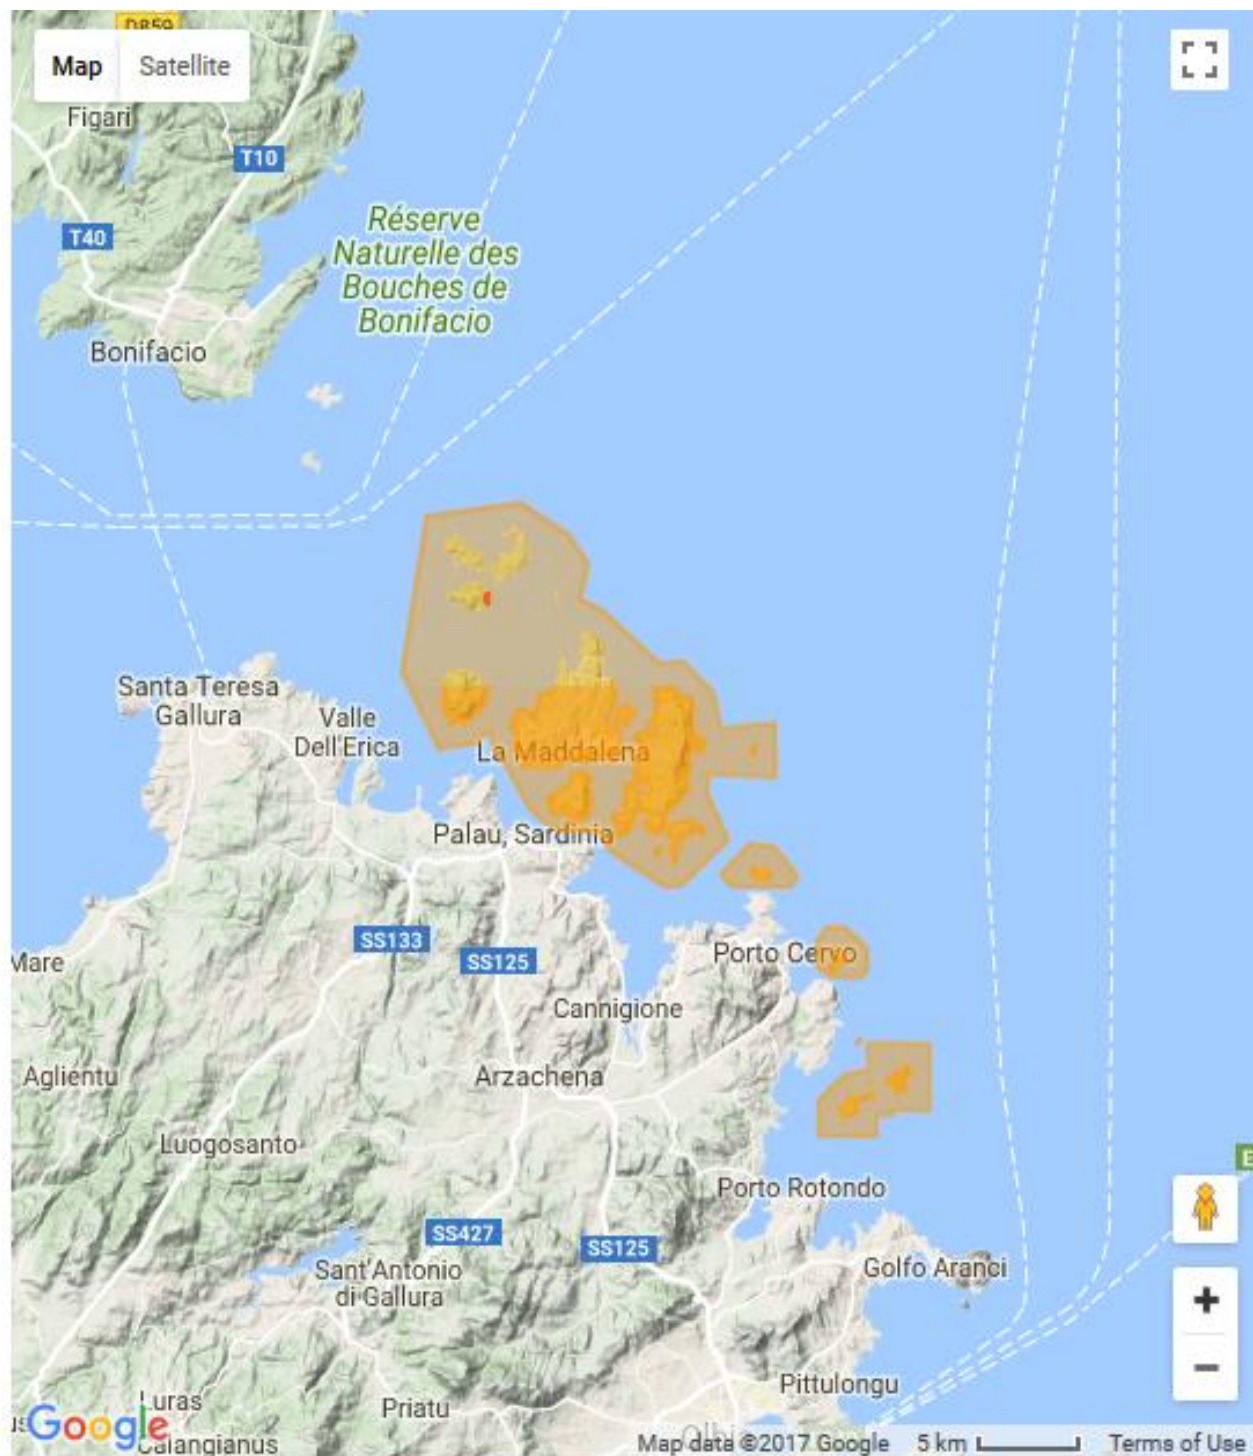 D859
Map
Satellite
Figari
T10
Réserve
Naturelle des
Bouches de
Bonifacio
T40
Bonifacio
Santa Teresa
Gallura
Valle
Dell'Erica
La Maddalena
Palau, Sardinia
SS133
SS125
Porto Cervo
Mare
Cannigione
Aglientu
Arzachena
Luogosanto
E
Porto Rotondo
SS427
SS125
Sant'Antonio
di Gallura
Golfo Aranci
+
−
Luras
Priatu
Pittulongu
Google
Calangianus
Map data ©2017 Google
5 km
Terms of Use